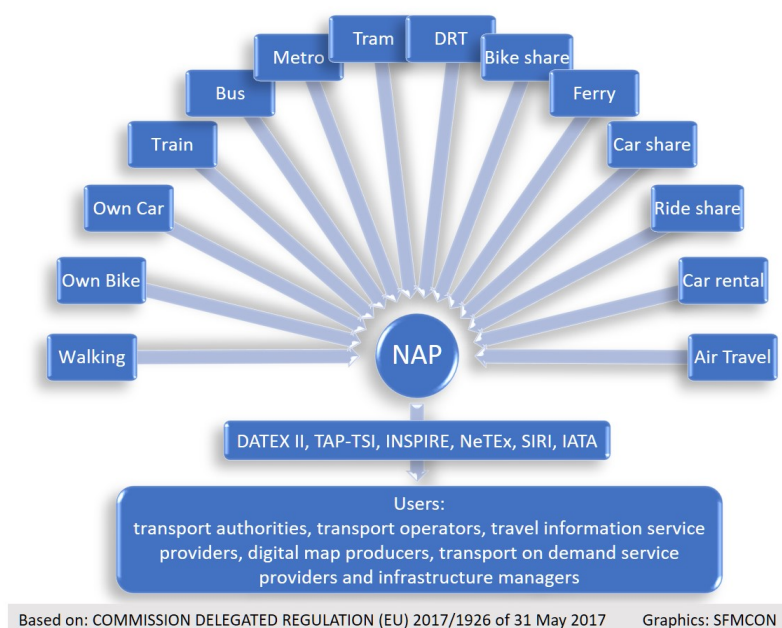 Tram
DRT
Metro
Bike share
Bus
Ferry
Train
Car share
Own Car
Ride share
Own Bike
Car rental
Walking
NAP
Air Travel
DATEX II, TAP-TSI, INSPIRE, NeTEx, SIRI, IATA
Users:
transport authorities, transport operators, travel information service
providers, digital map producers, transport on demand service
providers and infrastructure managers
Based on: COMMISSION DELEGATED REGULATION (EU) 2017/1926 of 31 May 2017 Graphics: SFMCON